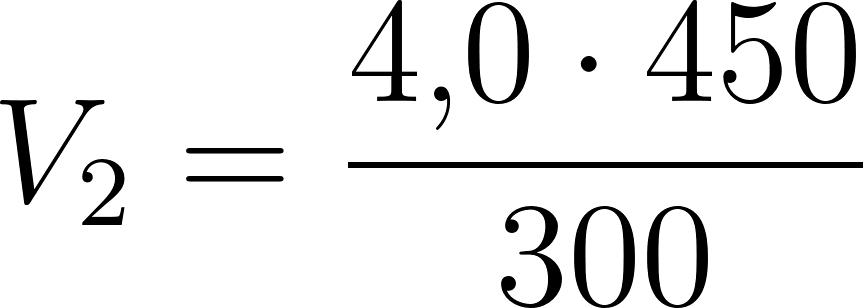 V₂ = (4,0 · 450) / 300